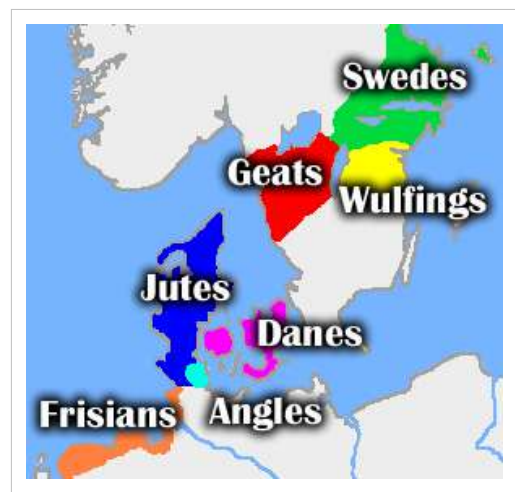 Swedes
Geats
Wulfings
Jutes
Danes
Frisians
Angles